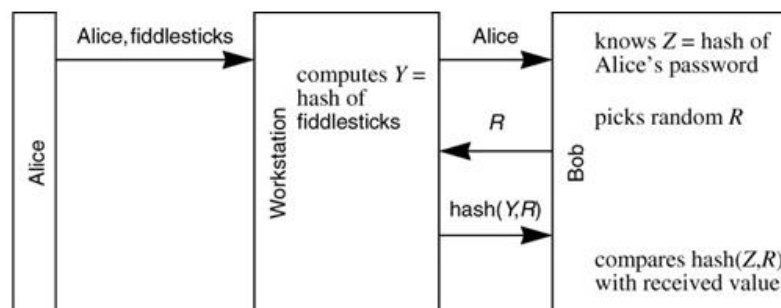 Alice, fiddlesticks
Alice
Workstation
computes Y =
hash of
fiddlesticks
Alice
R
hash(Y,R)
Bob
knows Z = hash of
Alice's password
picks random R
compares hash(Z,R)
with received value